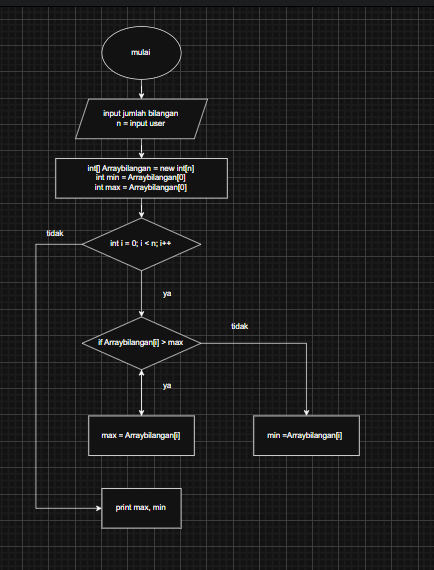 mulai
input jumlah bilangan
n = input user
int[] Arraybilangan = new int[n]
int min = Arraybilangan[0]
int max = Arraybilangan[0]
tidak
int i = 0; i < n; i++
ya
tidak
if Arraybilangan[i] > max
ya
max = Arraybilangan[i]
min =Arraybilangan[i]
print max, min